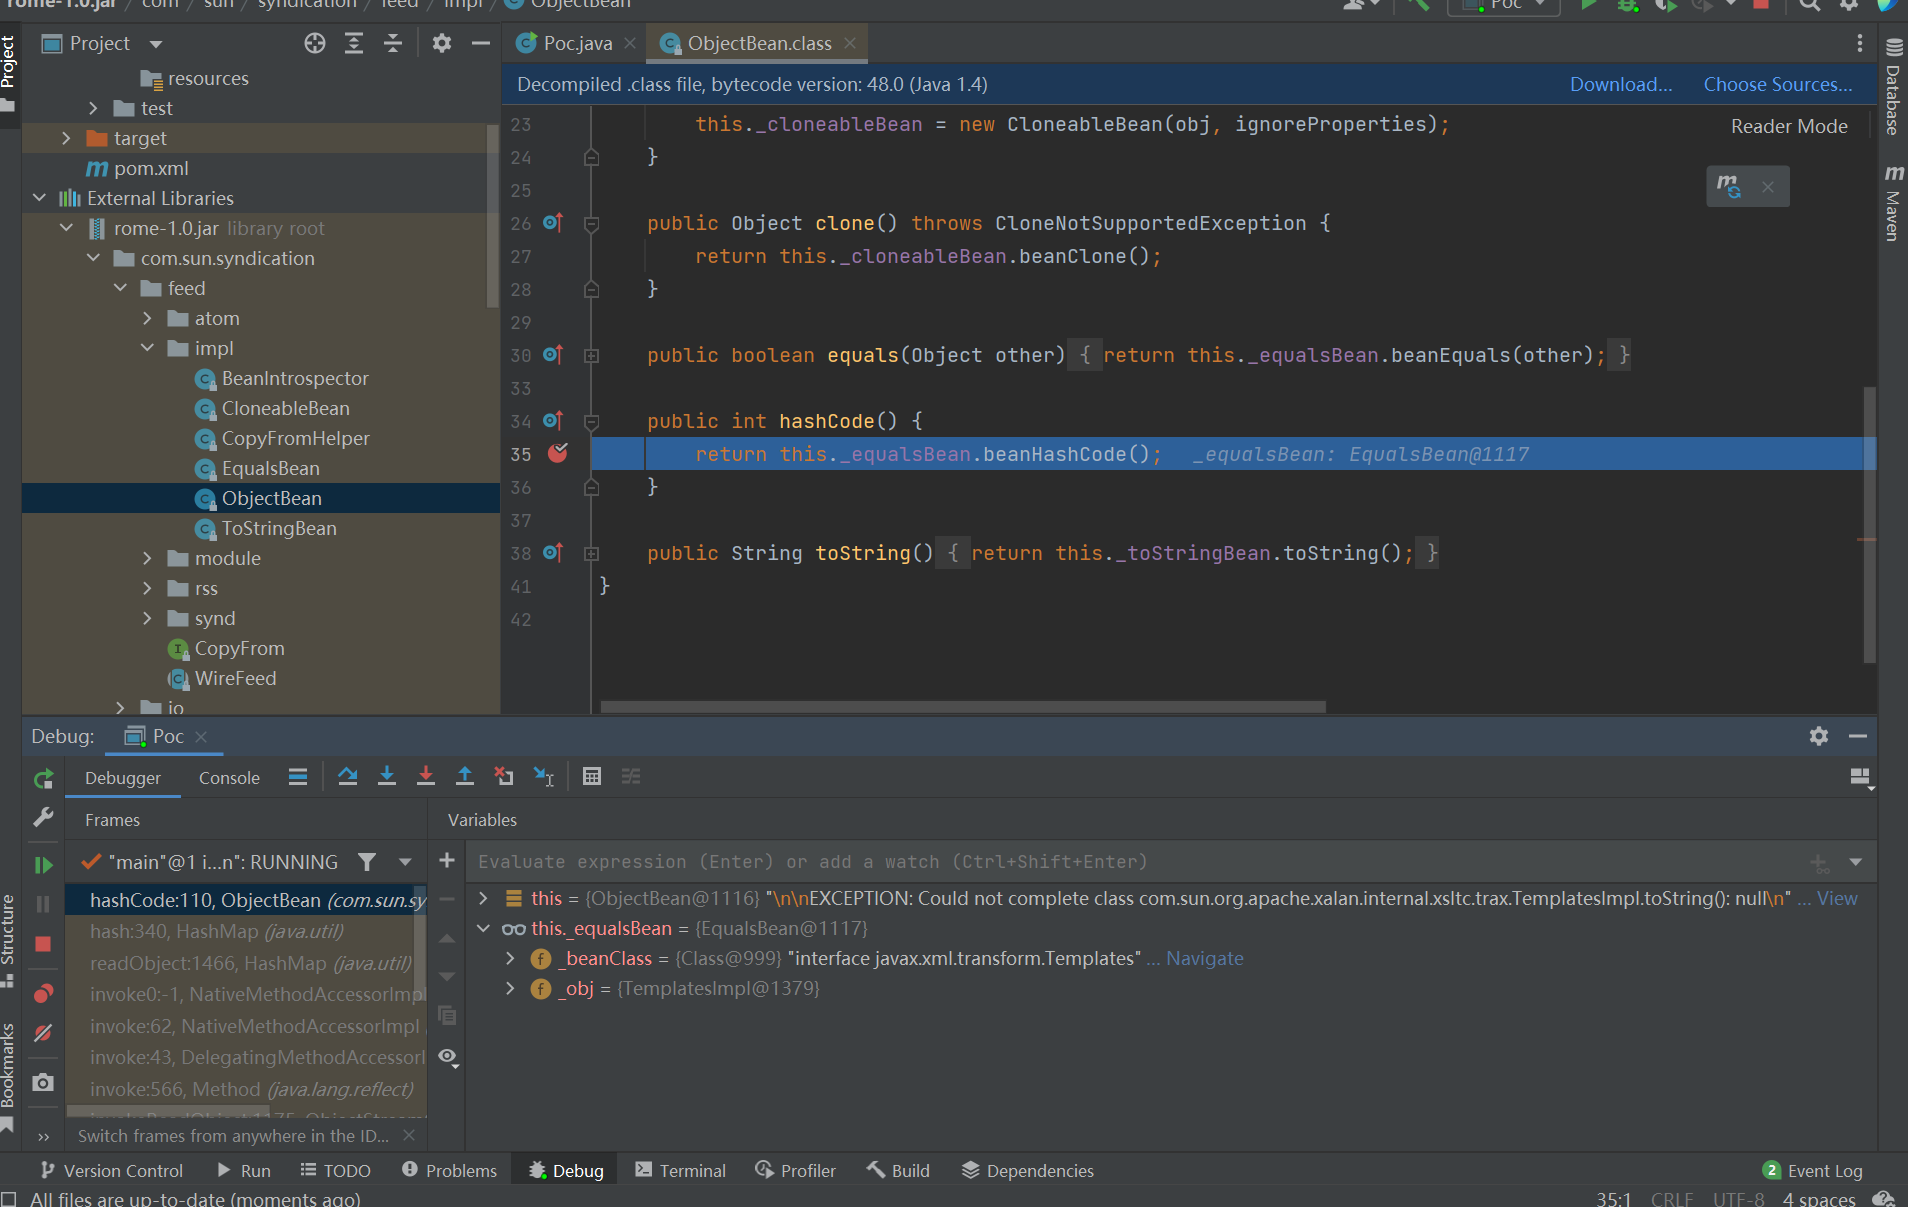 rome-1.0.jar / com / sun / syndication / feed / impl / ObjectBean
Poc
Project
Project
resources
test
target
pom.xml
External Libraries
rome-1.0.jar library root
com.sun.syndication
feed
atom
impl
BeanIntrospector
CloneableBean
CopyFromHelper
EqualsBean
ObjectBean
ToStringBean
module
rss
synd
CopyFrom
WireFeed
io
Poc.java
ObjectBean.class
Decompiled .class file, bytecode version: 48.0 (Java 1.4)
Download...
Choose Sources...
Reader Mode
23 this._cloneableBean = new CloneableBean(obj, ignoreProperties);
24 }
25
26 public Object clone() throws CloneNotSupportedException {
27 return this._cloneableBean.beanClone();
28 }
29
30 public boolean equals(Object other) { return this._equalsBean.beanEquals(other); }
33
34 public int hashCode() {
35 return this._equalsBean.beanHashCode(); _equalsBean: EqualsBean@1117
36 }
37
38 public String toString() { return this._toStringBean.toString(); }
41 }
42
Database
Maven
Debug:
Poc
Debugger
Console
Frames
Variables
"main"@1 i...n": RUNNING
hashCode:110, ObjectBean (com.sun.sy
hash:340, HashMap (java.util)
readObject:1466, HashMap (java.util)
invoke0:-1, NativeMethodAccessorImpl
invoke:62, NativeMethodAccessorImpl
invoke:43, DelegatingMethodAccessorI
invoke:566, Method (java.lang.reflect)
Switch frames from anywhere in the ID...
Evaluate expression (Enter) or add a watch (Ctrl+Shift+Enter)
this = {ObjectBean@1116} "\n\nEXCEPTION: Could not complete class com.sun.org.apache.xalan.internal.xsltc.trax.TemplatesImpl.toString(): null\n" ... View
this._equalsBean = {EqualsBean@1117}
_beanClass = {Class@999} "interface javax.xml.transform.Templates" ... Navigate
_obj = {TemplatesImpl@1379}
Structure
Bookmarks
Version Control
Run
TODO
Problems
Debug
Terminal
Profiler
Build
Dependencies
2 Event Log
All files are up-to-date (moments ago)
35:1 CRLF UTF-8 4 spaces